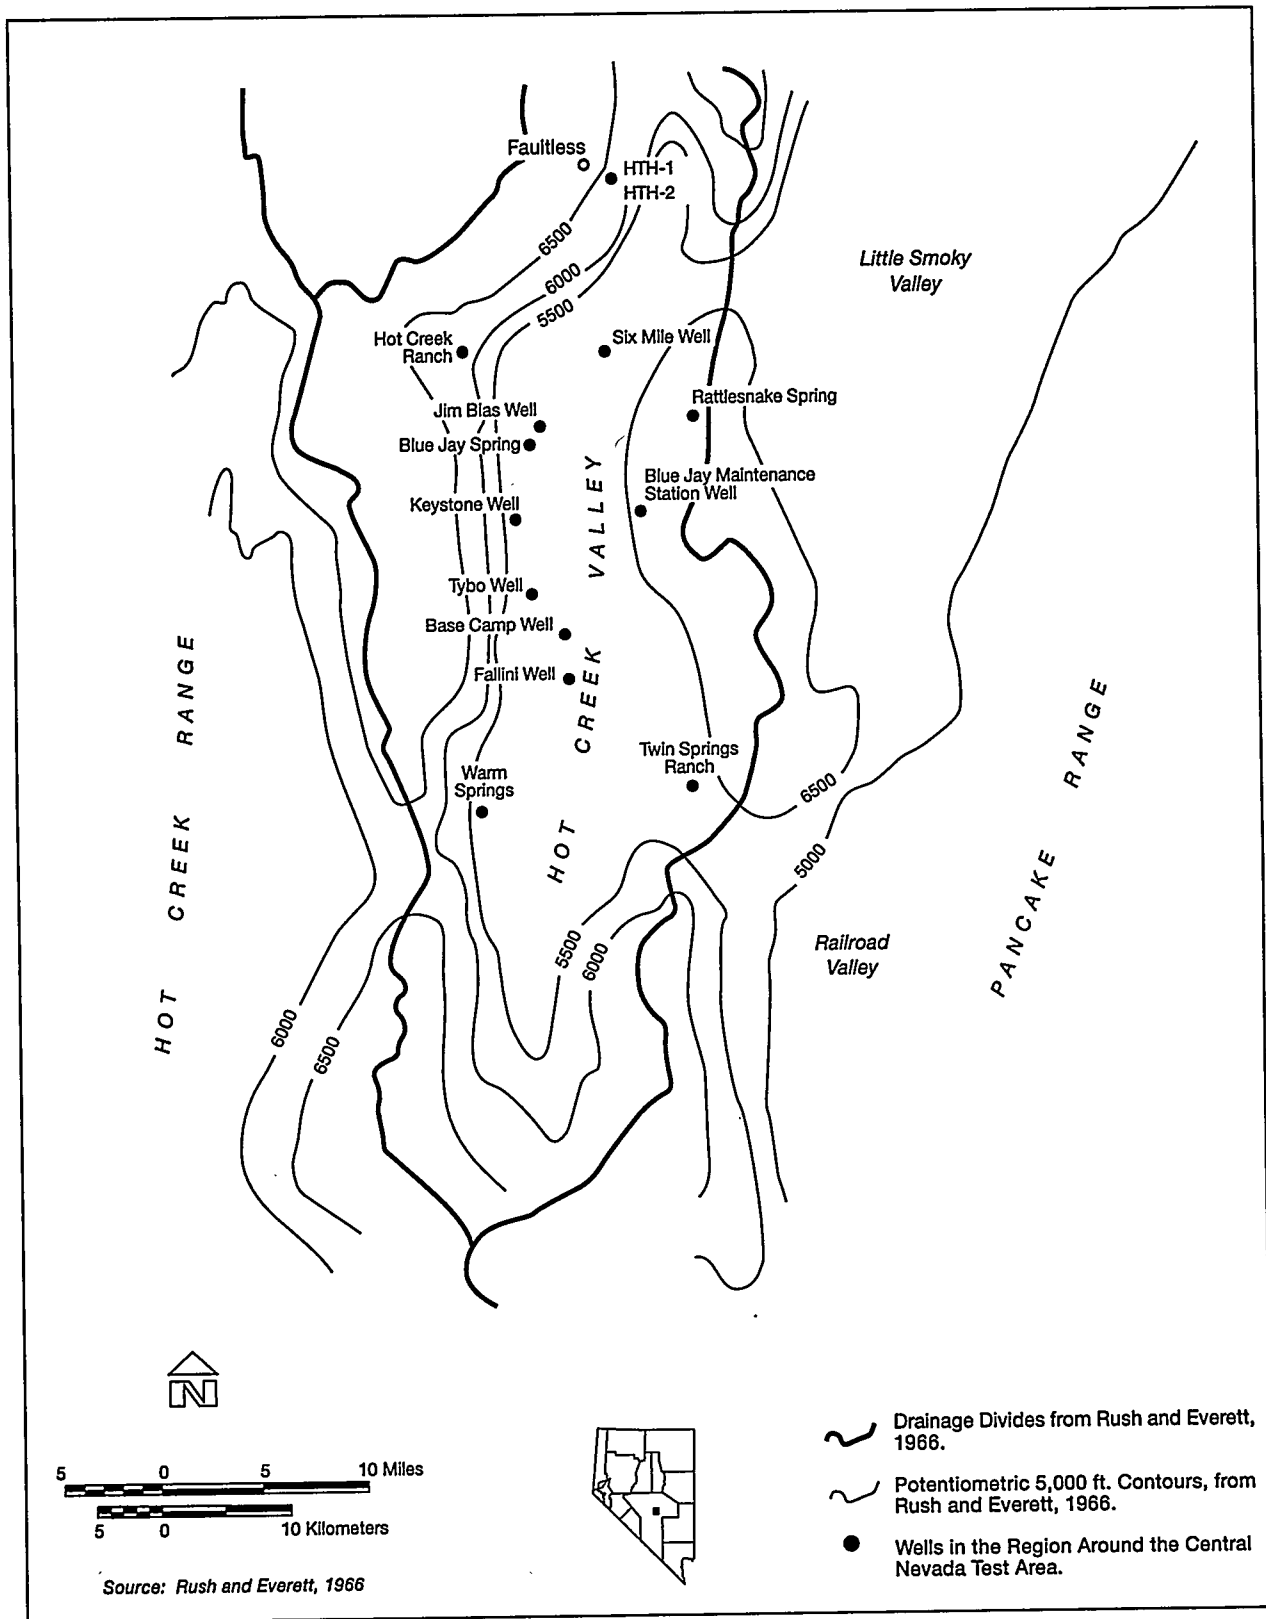 Faultless
HTH-1
HTH-2
6500
6000
5500
Little Smoky
Valley
Hot Creek
Ranch
Six Mile Well
Rattlesnake Spring
Jim Blas Well
Blue Jay Spring
Blue Jay Maintenance
Station Well
Keystone Well
Tybo Well
Base Camp Well
Fallini Well
HOT CREEK VALLEY
HOT CREEK RANGE
Twin Springs
Ranch
Warm
Springs
6500
5000
PANCAKE RANGE
5500
6000
Railroad
Valley
6000
6500
N
5 0 5 10 Miles
5 0 10 Kilometers
Source: Rush and Everett, 1966
Drainage Divides from Rush and Everett,
1966.
Potentiometric 5,000 ft. Contours, from
Rush and Everett, 1966.
Wells in the Region Around the Central
Nevada Test Area.